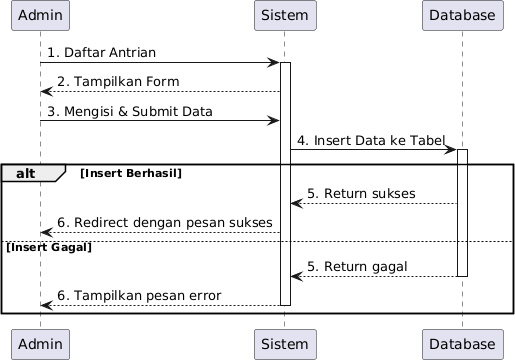 Admin
Sistem
Database
1. Daftar Antrian
2. Tampilkan Form
3. Mengisi & Submit Data
4. Insert Data ke Tabel
alt
[Insert Berhasil]
5. Return sukses
6. Redirect dengan pesan sukses
[Insert Gagal]
5. Return gagal
6. Tampilkan pesan error
Admin
Sistem
Database